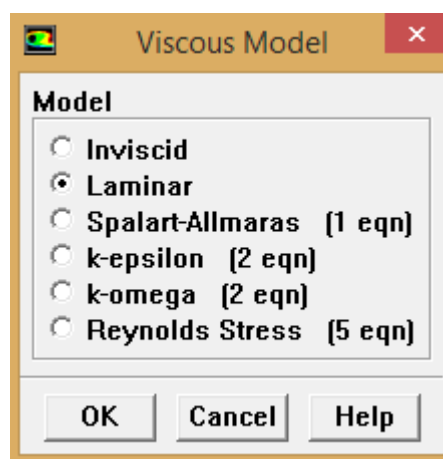 Viscous Model
Model
Inviscid
Laminar
Spalart-Allmaras (1 eqn)
k-epsilon (2 eqn)
k-omega (2 eqn)
Reynolds Stress (5 eqn)
OK Cancel Help